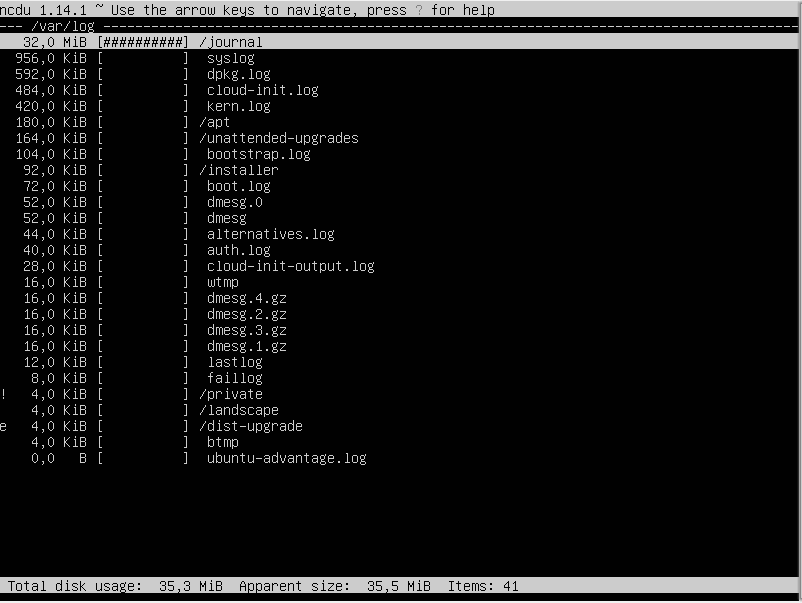 ncdu 1.14.1 ~ Use the arrow keys to navigate, press ? for help
--- /var/log ---------------------------------------------------------------------------------------
   32,0 MiB [##########] /journal
  956,0 KiB [          ]  syslog
  592,0 KiB [          ]  dpkg.log
  484,0 KiB [          ]  cloud-init.log
  420,0 KiB [          ]  kern.log
  180,0 KiB [          ] /apt
  164,0 KiB [          ] /unattended-upgrades
  104,0 KiB [          ]  bootstrap.log
   92,0 KiB [          ] /installer
   72,0 KiB [          ]  boot.log
   52,0 KiB [          ]  dmesg.0
   52,0 KiB [          ]  dmesg
   44,0 KiB [          ]  alternatives.log
   40,0 KiB [          ]  auth.log
   28,0 KiB [          ]  cloud-init-output.log
   16,0 KiB [          ]  wtmp
   16,0 KiB [          ]  dmesg.4.gz
   16,0 KiB [          ]  dmesg.2.gz
   16,0 KiB [          ]  dmesg.3.gz
   16,0 KiB [          ]  dmesg.1.gz
   12,0 KiB [          ]  lastlog
    8,0 KiB [          ]  faillog
!   4,0 KiB [          ] /private
    4,0 KiB [          ] /landscape
e   4,0 KiB [          ] /dist-upgrade
    4,0 KiB [          ]  btmp
    0,0   B [          ]  ubuntu-advantage.log
 Total disk usage:  35,3 MiB  Apparent size:  35,5 MiB  Items: 41